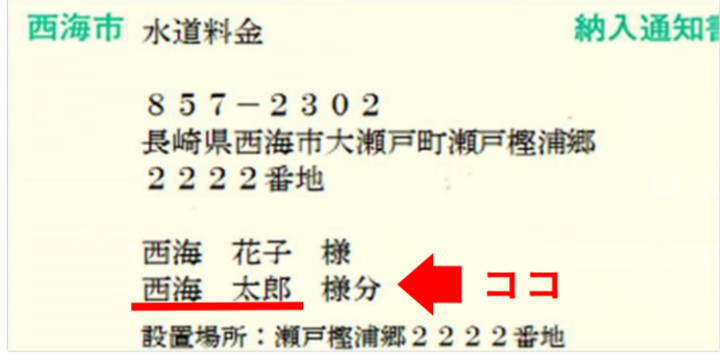 西海市 水道料金 納入通知書
857-2302
長崎県西海市大瀬戸町瀬戸樫浦郷
2222番地
西海 花子 様
西海 太郎 様分 ココ
設置場所：瀬戸樫浦郷2222番地